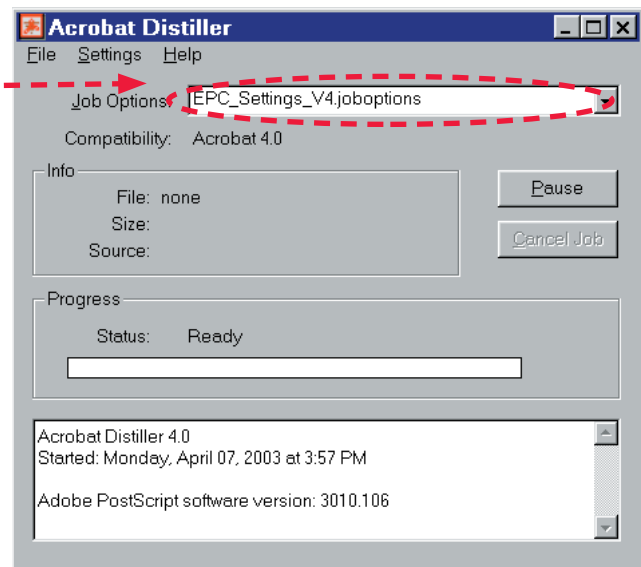 Acrobat Distiller
File Settings Help
Job Options: EPC_Settings_V4.joboptions
Compatibility: Acrobat 4.0
Info
File: none
Size:
Source:
Pause
Cancel Job
Progress
Status: Ready
Acrobat Distiller 4.0
Started: Monday, April 07, 2003 at 3:57 PM
Adobe PostScript software version: 3010.106